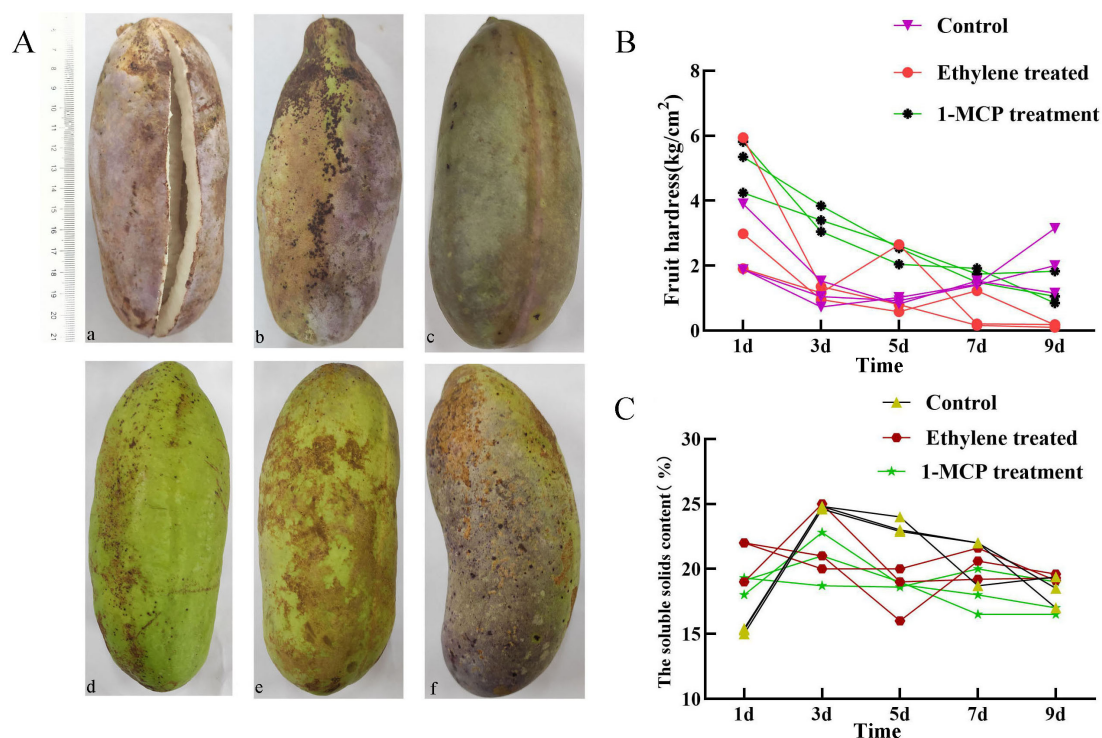 A
a
b
c
d
e
f
B
Control
Ethylene treated
1-MCP treatment
Fruit hardress(kg/cm²)
8
6
4
2
0
1d 3d 5d 7d 9d
Time
C
Control
Ethylene treated
1-MCP treatment
The soluble solids content( %)
30
25
20
15
10
1d 3d 5d 7d 9d
Time